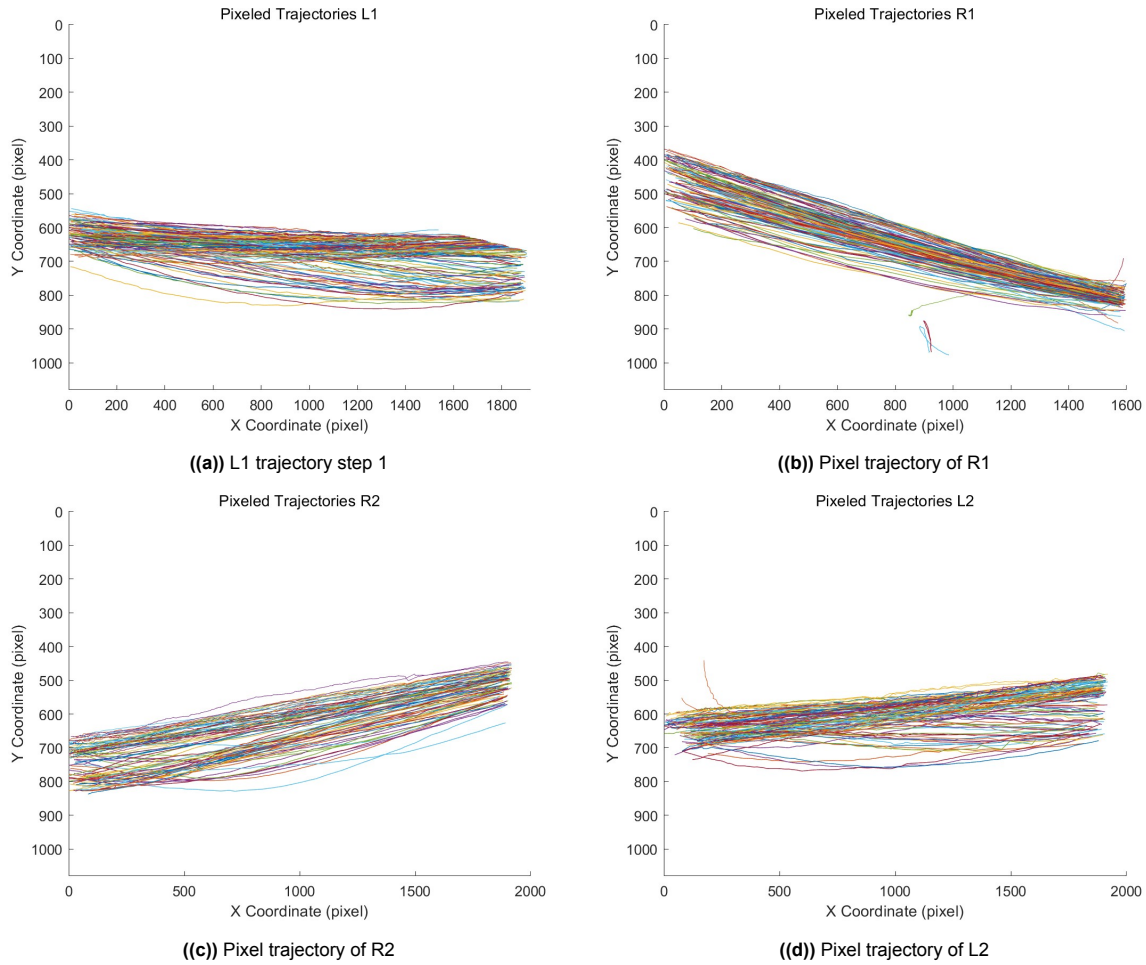 Pixeled Trajectories L1
0
100
200
300
400
500
600
700
800
900
1000
Y Coordinate (pixel)
0 200 400 600 800 1000 1200 1400 1600 1800
X Coordinate (pixel)
((a)) L1 trajectory step 1
Pixeled Trajectories R1
0
100
200
300
400
500
600
700
800
900
1000
Y Coordinate (pixel)
0 200 400 600 800 1000 1200 1400 1600
X Coordinate (pixel)
((b)) Pixel trajectory of R1
Pixeled Trajectories R2
0
100
200
300
400
500
600
700
800
900
1000
Y Coordinate (pixel)
0 500 1000 1500 2000
X Coordinate (pixel)
((c)) Pixel trajectory of R2
Pixeled Trajectories L2
0
100
200
300
400
500
600
700
800
900
1000
Y Coordinate (pixel)
0 500 1000 1500 2000
X Coordinate (pixel)
((d)) Pixel trajectory of L2